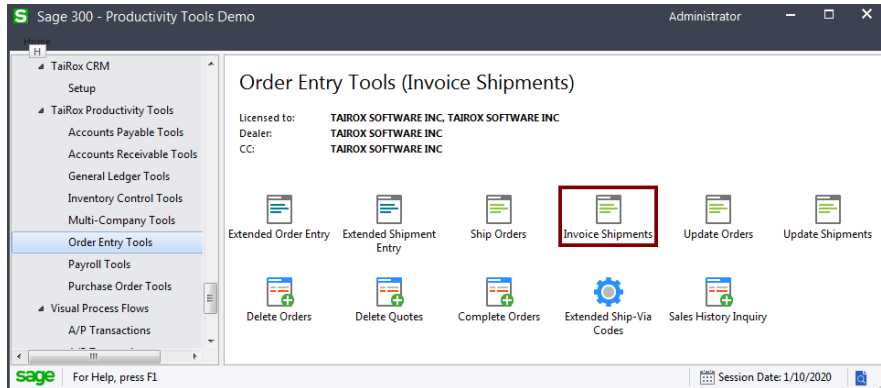 S Sage 300 - Productivity Tools Demo
Administrator
Home
H
TaiRox CRM
Setup
TaiRox Productivity Tools
Accounts Payable Tools
Accounts Receivable Tools
General Ledger Tools
Inventory Control Tools
Multi-Company Tools
Order Entry Tools
Payroll Tools
Purchase Order Tools
Visual Process Flows
A/P Transactions
Order Entry Tools (Invoice Shipments)
Licensed to: TAIROX SOFTWARE INC, TAIROX SOFTWARE INC
Dealer: TAIROX SOFTWARE INC
CC: TAIROX SOFTWARE INC
Extended Order Entry
Extended Shipment
Entry
Ship Orders
Invoice Shipments
Update Orders
Update Shipments
Delete Orders
Delete Quotes
Complete Orders
Extended Ship-Via
Codes
Sales History Inquiry
sage
For Help, press F1
Session Date: 1/10/2020